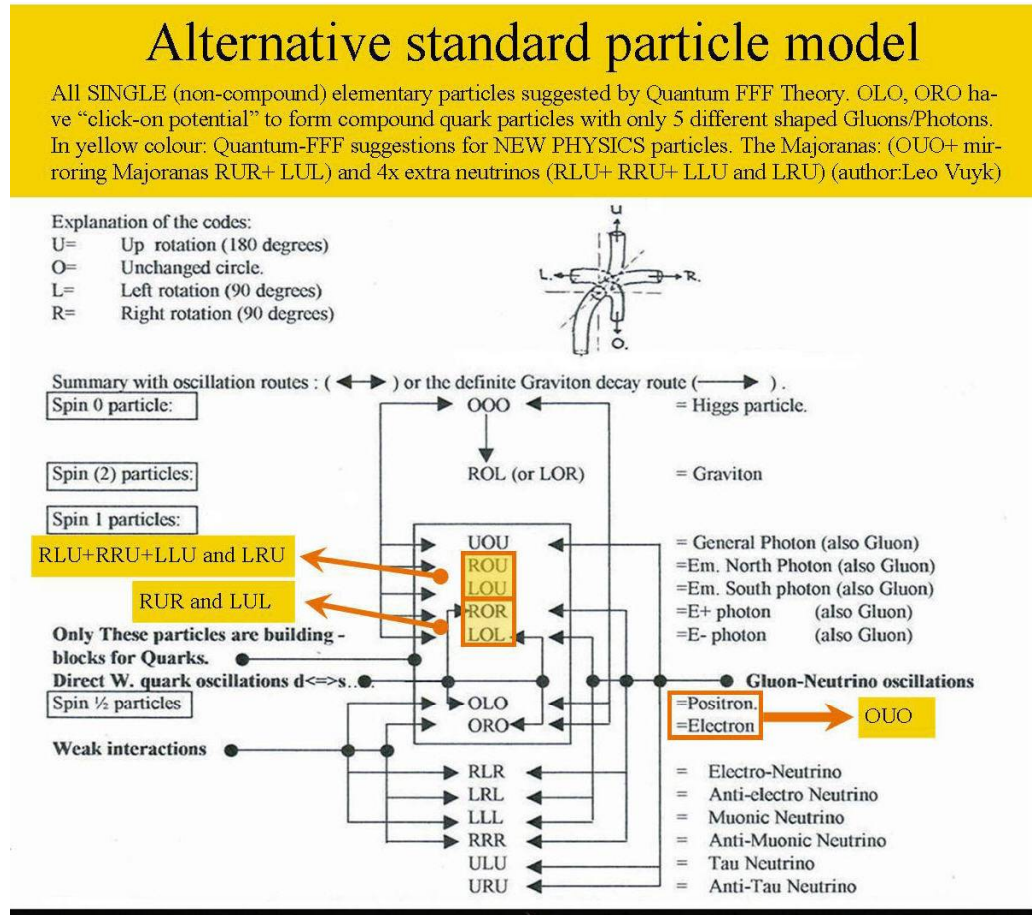 Alternative standard particle model
All SINGLE (non-compound) elementary particles suggested by Quantum FFF Theory. OLO, ORO ha-
ve “click-on potential” to form compound quark particles with only 5 different shaped Gluons/Photons.
In yellow colour: Quantum-FFF suggestions for NEW PHYSICS particles. The Majoranas: (OUO+ mir-
roring Majoranas RUR+ LUL) and 4x extra neutrinos (RLU+ RRU+ LLU and LRU) (author:Leo Vuyk)
Explanation of the codes:
U= Up rotation (180 degrees)
O= Unchanged circle.
L= Left rotation (90 degrees)
R= Right rotation (90 degrees)
U
L. R.
O.
Summary with oscillation routes : ( ◄─► ) or the definite Graviton decay route (──► ) .
Spin 0 particle: OOO = Higgs particle.
Spin (2) particles: ROL (or LOR) = Graviton
Spin 1 particles:
UOU = General Photon (also Gluon)
RLU+RRU+LLU and LRU ROU =Em. North Photon (also Gluon)
LOU =Em. South photon (also Gluon)
RUR and LUL ROR =E+ photon (also Gluon)
Only These particles are building - LOL =E- photon (also Gluon)
blocks for Quarks.
Direct W. quark oscillations d<=>s.... Gluon-Neutrino oscillations
Spin ½ particles OLO =Positron.
ORO =Electron OUO
Weak interactions
RLR = Electro-Neutrino
LRL = Anti-electro Neutrino
LLL = Muonic Neutrino
RRR = Anti-Muonic Neutrino
ULU = Tau Neutrino
URU = Anti-Tau Neutrino